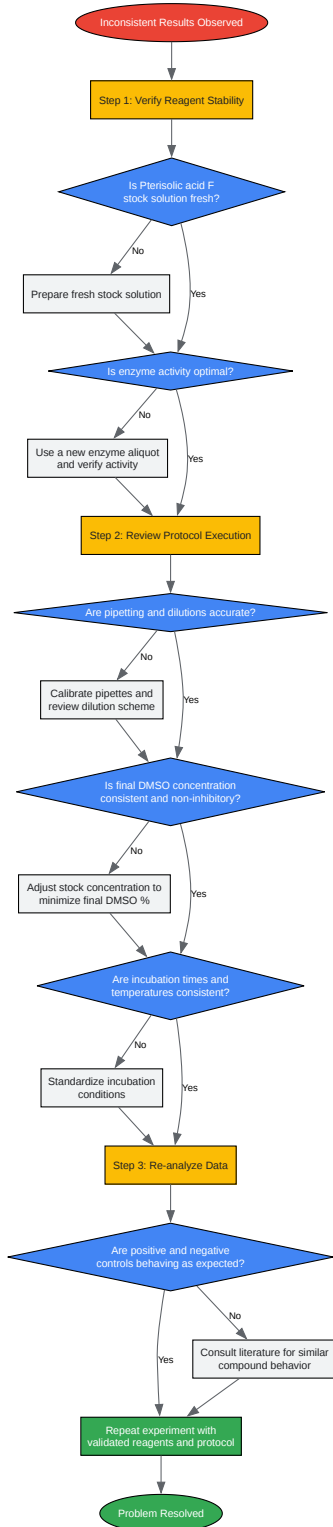 Inconsistent Results Observed
Step 1: Verify Reagent Stability
Is Pterisolic acid F
stock solution fresh?
No
Yes
Prepare fresh stock solution
Is enzyme activity optimal?
No
Yes
Use a new enzyme aliquot
and verify activity
Step 2: Review Protocol Execution
Are pipetting and dilutions accurate?
No
Yes
Calibrate pipettes and
review dilution scheme
Is final DMSO concentration
consistent and non-inhibitory?
No
Yes
Adjust stock concentration to
minimize final DMSO %
Are incubation times and
temperatures consistent?
No
Yes
Standardize incubation
conditions
Step 3: Re-analyze Data
Are positive and negative
controls behaving as expected?
No
Yes
Consult literature for similar
compound behavior
Repeat experiment with
validated reagents and protocol
Problem Resolved